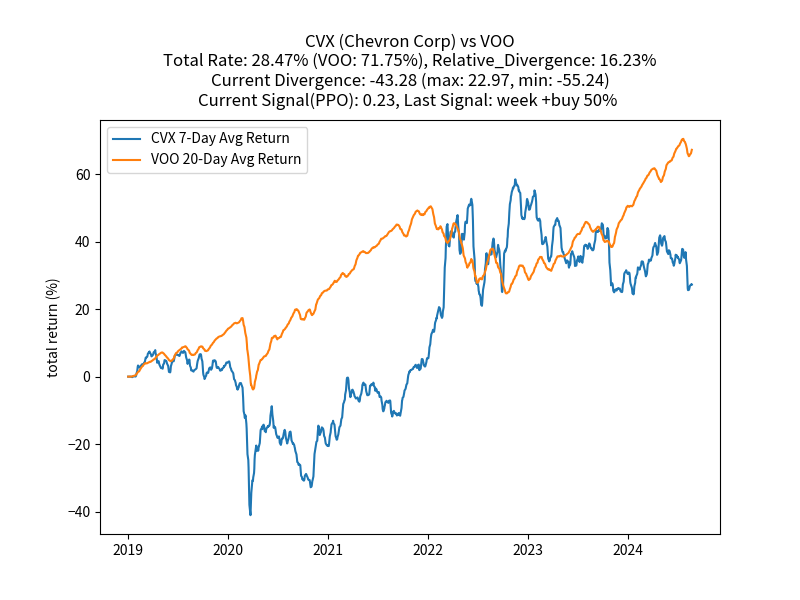 CVX (Chevron Corp) vs VOO
Total Rate: 28.47% (VOO: 71.75%), Relative_Divergence: 16.23%
Current Divergence: -43.28 (max: 22.97, min: -55.24)
Current Signal(PPO): 0.23, Last Signal: week +buy 50%
CVX 7-Day Avg Return
VOO 20-Day Avg Return
total return (%)
60
40
20
0
−20
−40
2019 2020 2021 2022 2023 2024